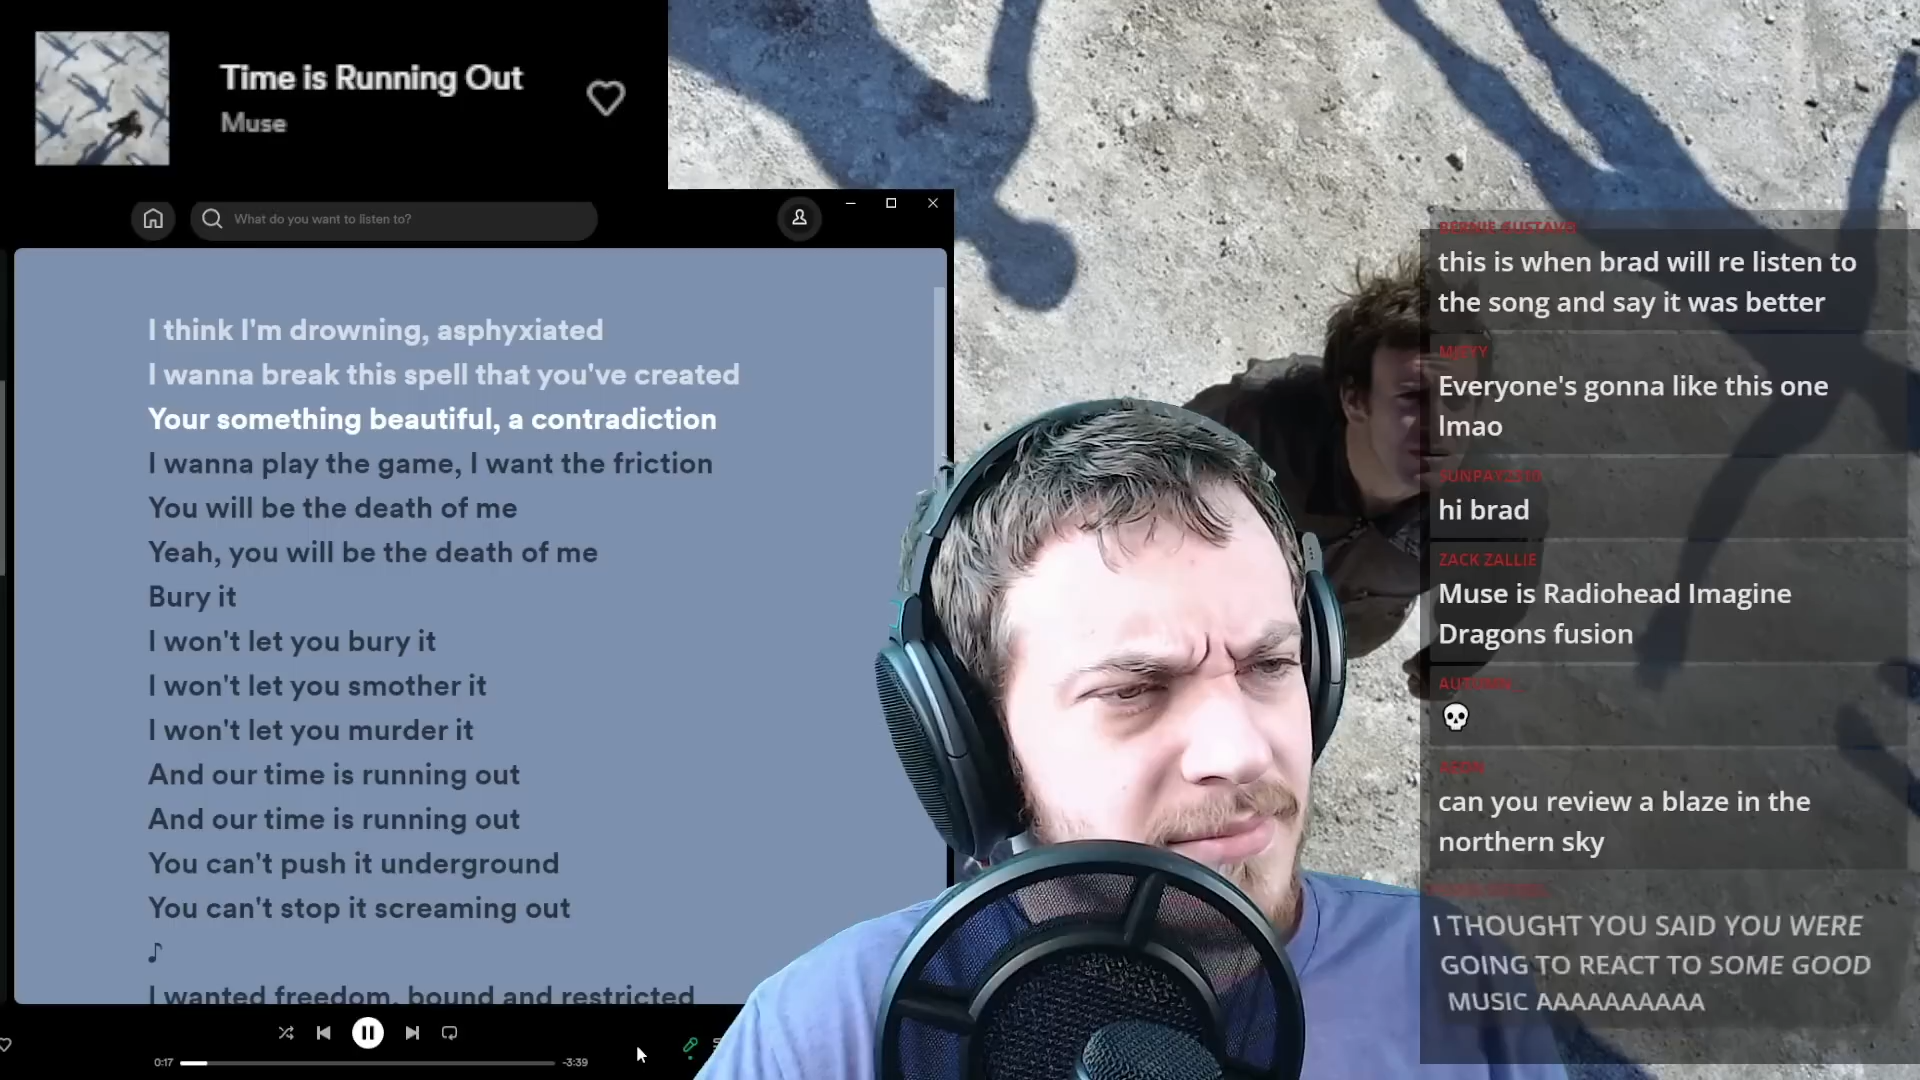 Time is Running Out
Muse
What do you want to listen to?
I think I'm drowning, asphyxiated
I wanna break this spell that you've created
Your something beautiful, a contradiction
I wanna play the game, I want the friction
You will be the death of me
Yeah, you will be the death of me
Bury it
I won't let you bury it
I won't let you smother it
I won't let you murder it
And our time is running out
And our time is running out
You can't push it underground
You can't stop it screaming out
♪
I wanted freedom, bound and restricted
0:17
-3:39
BERNIE GUSTAVO
this is when brad will re listen to
the song and say it was better
Everyone's gonna like this one
lmao
hi brad
ZACK ZALLIE
Muse is Radiohead Imagine
Dragons fusion
can you review a blaze in the
northern sky
I THOUGHT YOU SAID YOU WERE
GOING TO REACT TO SOME GOOD
MUSIC AAAAAAAAAA